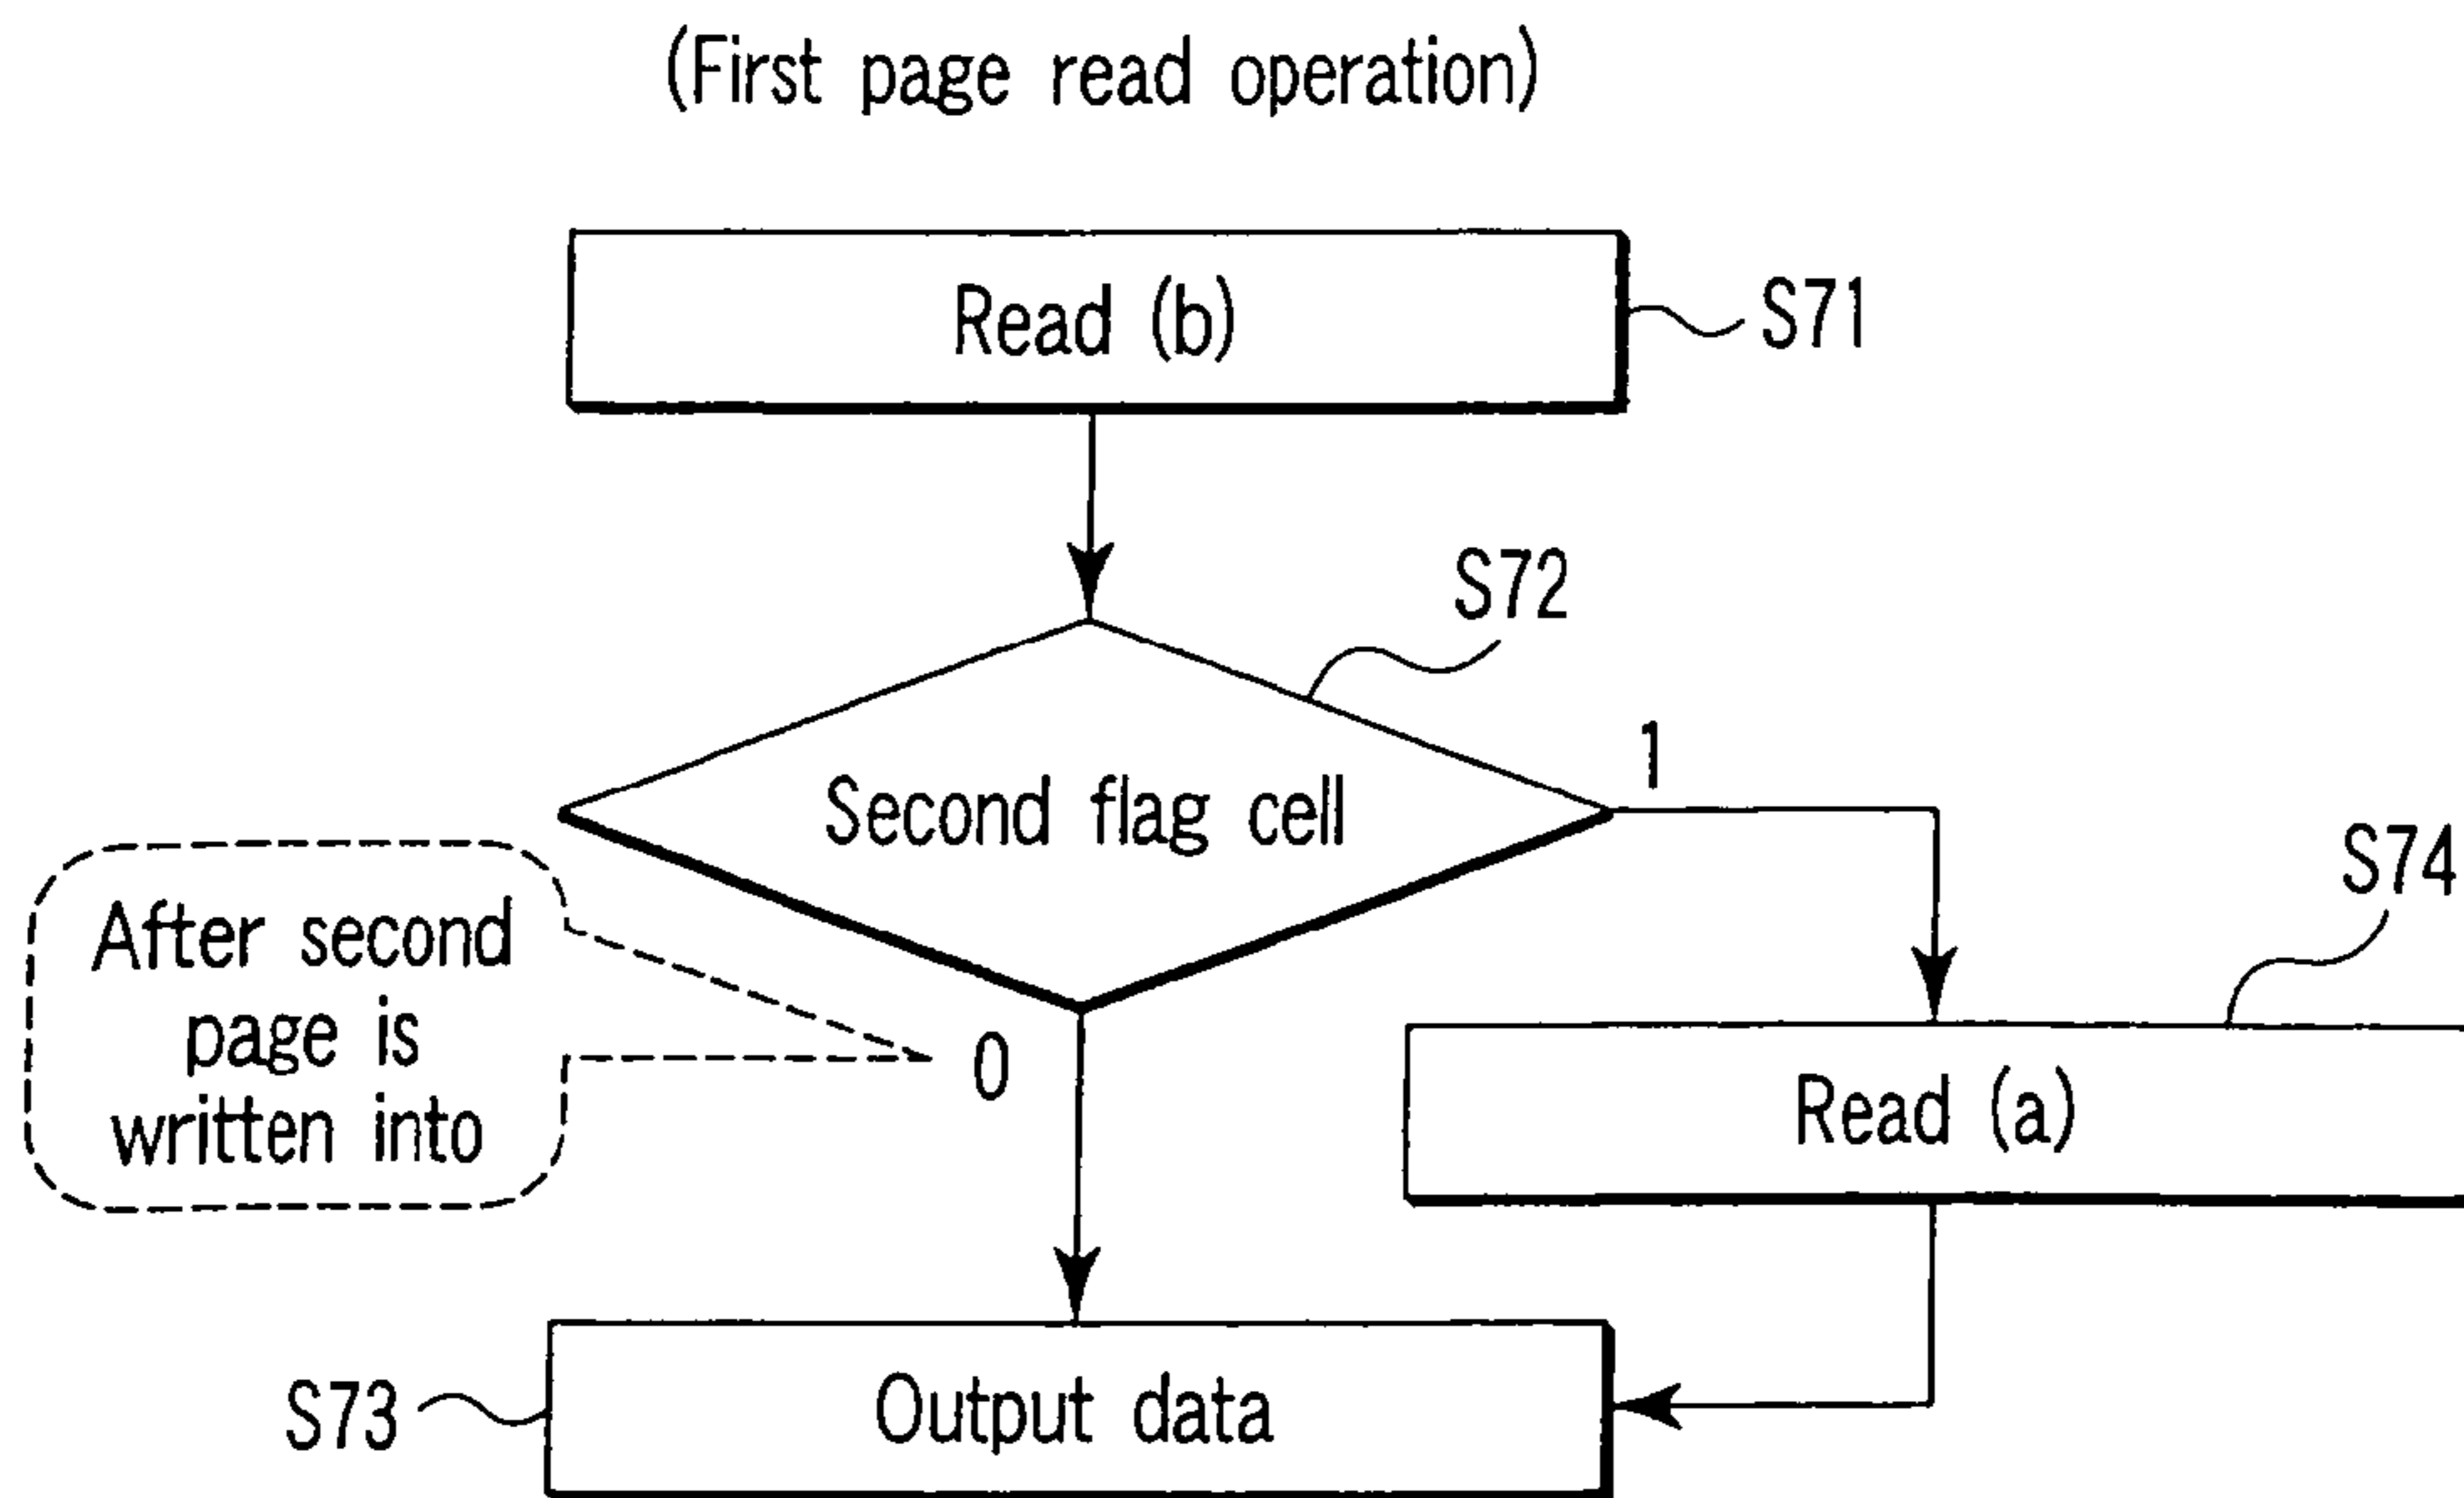 (First page read operation)
Read (b)
S71
S72
Second flag cell
1
S74
After second
page is
written into
0
Read (a)
S73
Output data